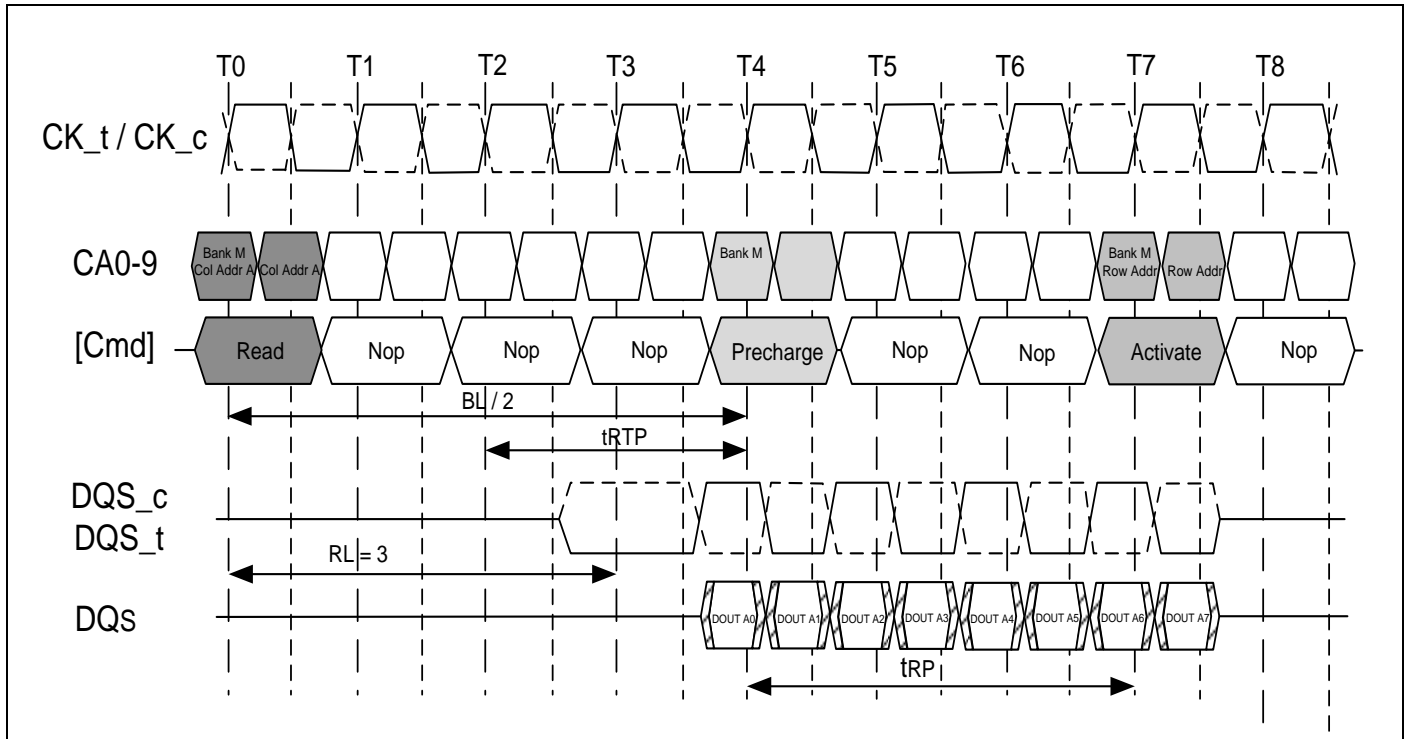 T0 T1 T2 T3 T4 T5 T6 T7 T8
CK_t / CK_c
CA0-9
Bank M
Col Addr A
Col Addr A
Bank M
Bank M
Row Addr
Row Addr
[Cmd]
Read Nop Nop Nop Precharge Nop Nop Activate Nop
BL / 2
tRTP
DQS_c
DQS_t
RL = 3
DQs
DOUT A0 DOUT A1 DOUT A2 DOUT A3 DOUT A4 DOUT A5 DOUT A6 DOUT A7
tRP